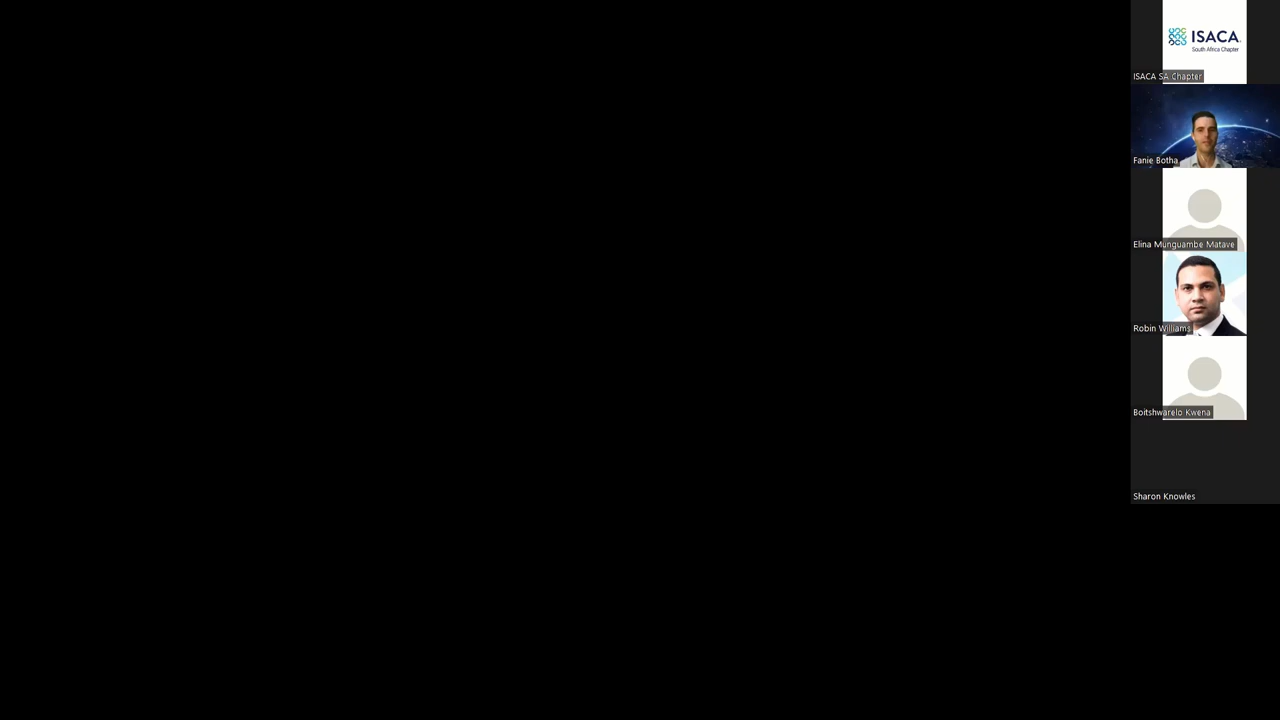 ISACA
South Africa Chapter
ISACA SA Chapter
Fanie Botha
Elina Munguambe Matave
Robin Williams
Boitshwarelo Kwena
Sharon Knowles